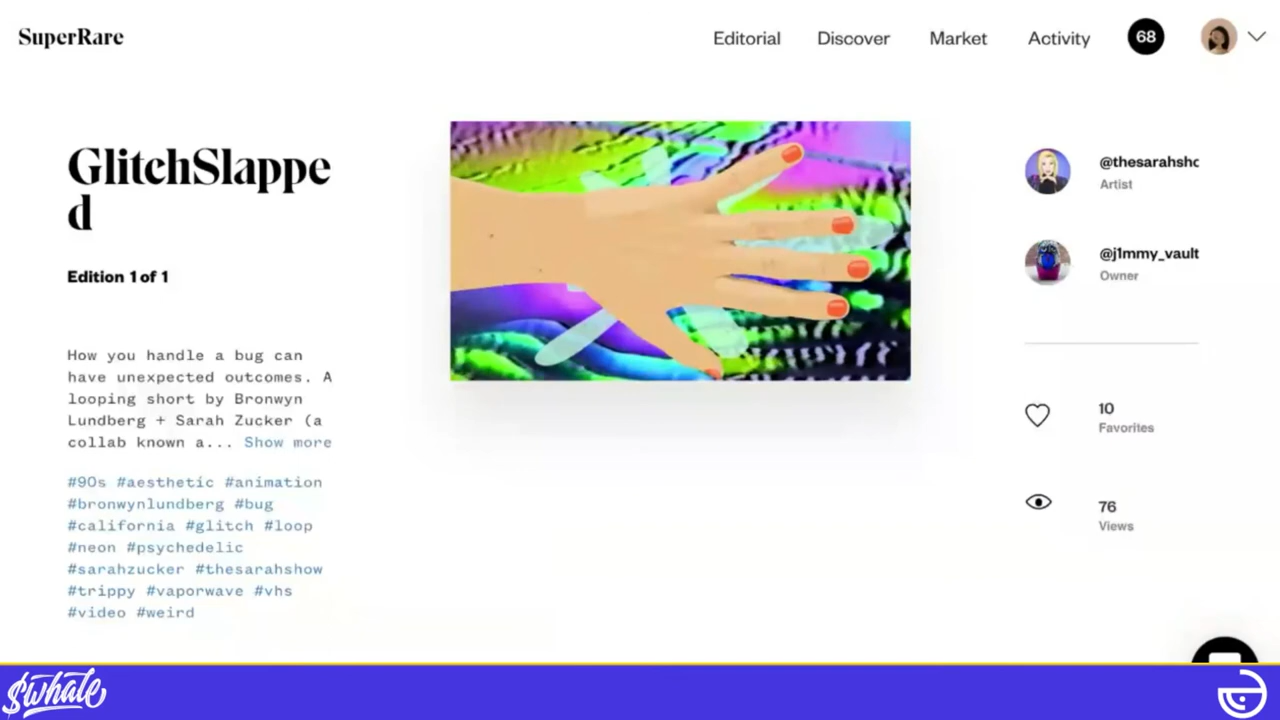 SuperRare
Editorial Discover Market Activity 68
GlitchSlappe
d
Edition 1 of 1
How you handle a bug can
have unexpected outcomes. A
looping short by Bronwyn
Lundberg + Sarah Zucker (a
collab known a... Show more
#90s #aesthetic #animation
#bronwynlundberg #bug
#california #glitch #loop
#neon #psychedelic
#sarahzucker #thesarahshow
#trippy #vaporwave #vhs
#video #weird
@thesarahsho
Artist
@j1mmy_vault
Owner
10
Favorites
76
Views
$whale